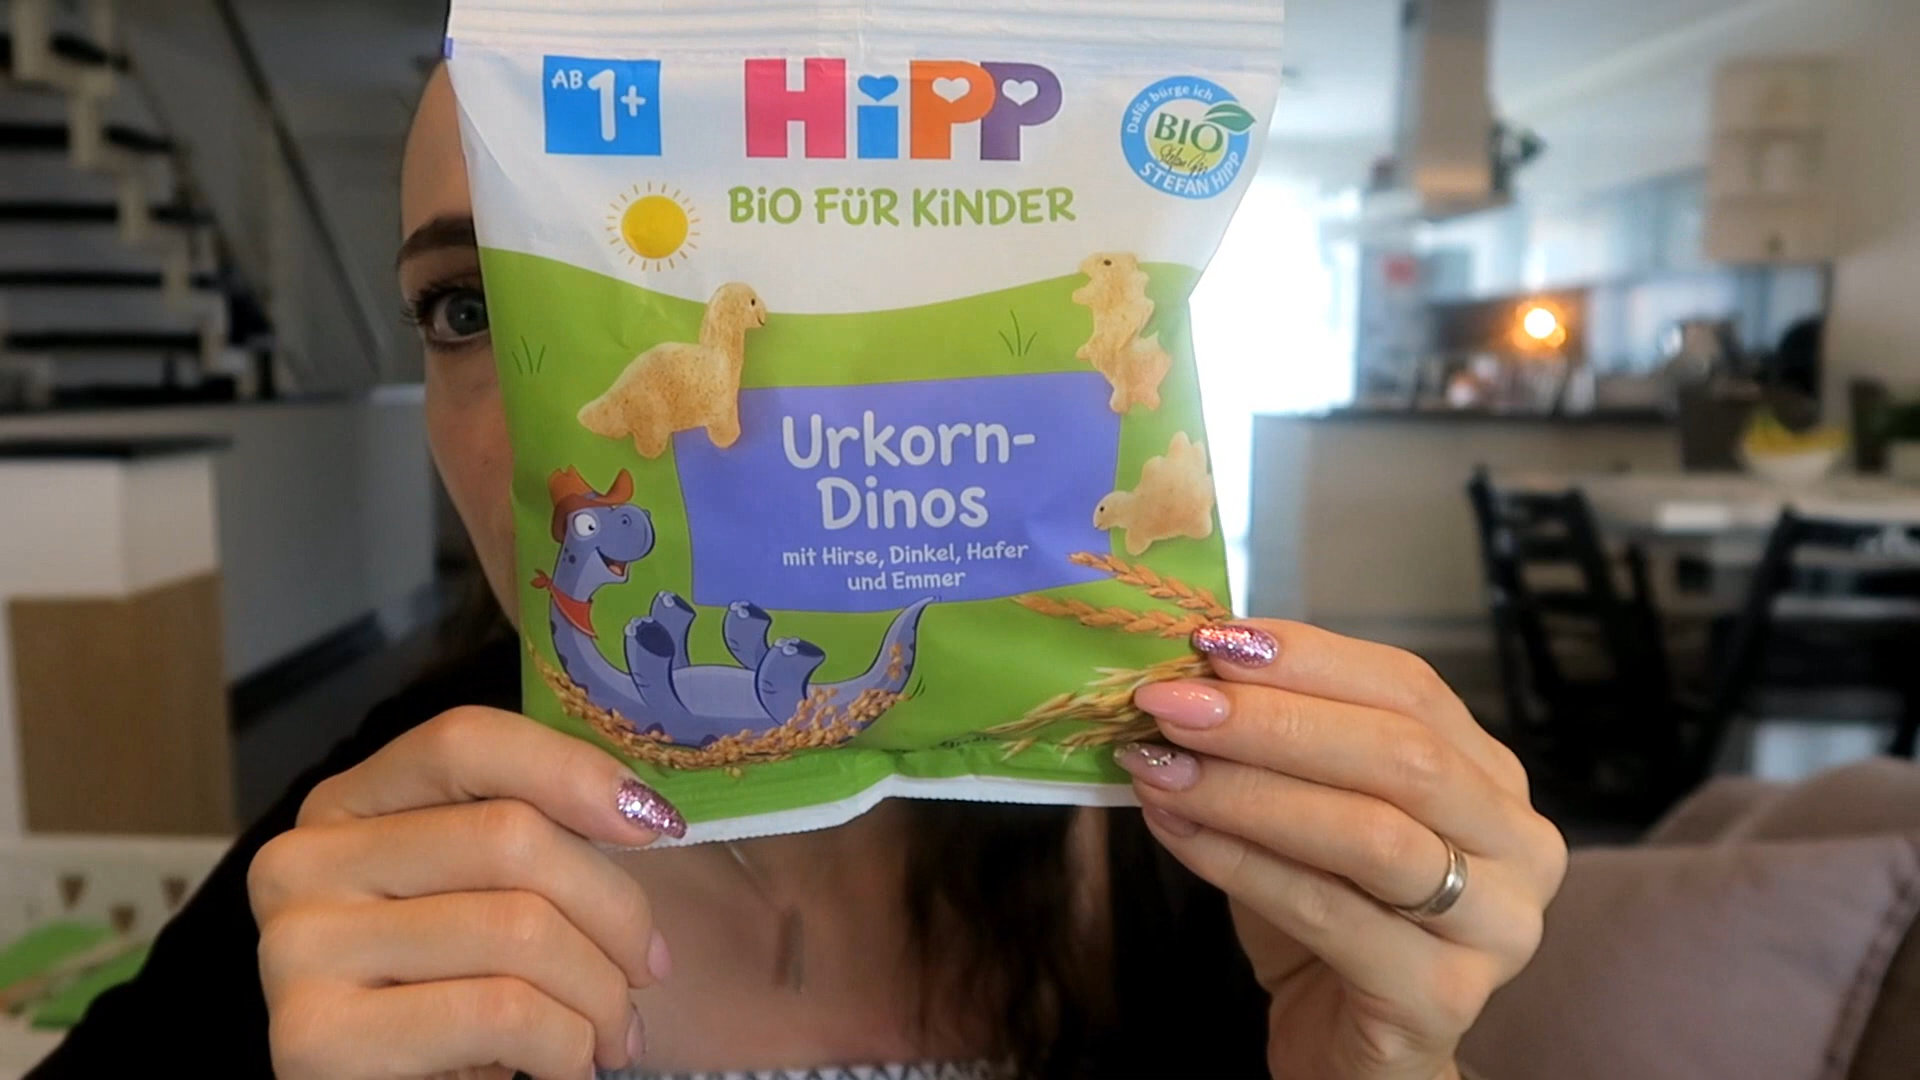 AB 1+
HiPP
BiO FÜR KiNDER
Dafür bürge ich
BIO
STEFAN HIPP
Urkorn-
Dinos
mit Hirse, Dinkel, Hafer
und Emmer